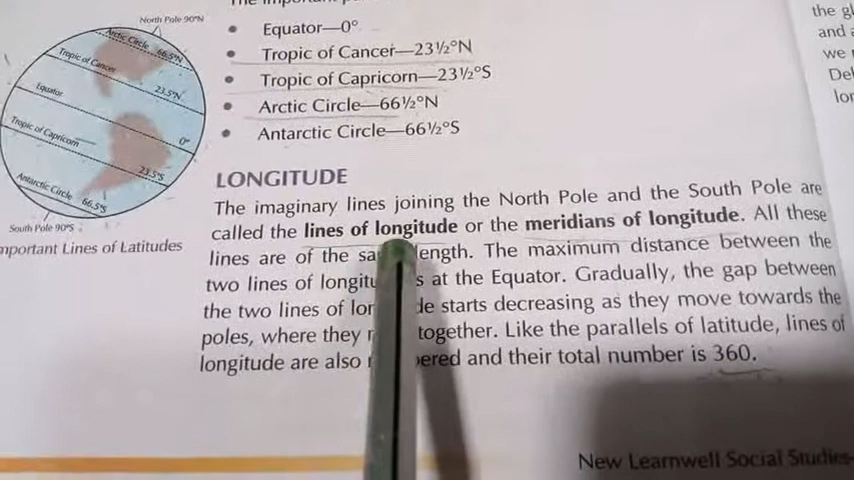 North Pole 90°N
Arctic Circle 66.5°N
Tropic of Cancer 23.5°N
Equator 0°
Tropic of Capricorn 23.5°S
Antarctic Circle 66.5°S
South Pole 90°S
mportant Lines of Latitudes
• Equator—0°
• Tropic of Cancer—23½°N
• Tropic of Capricorn—23½°S
• Arctic Circle—66½°N
• Antarctic Circle—66½°S
LONGITUDE
The imaginary lines joining the North Pole and the South Pole are
called the lines of longitude or the meridians of longitude. All these
lines are of the sa length. The maximum distance between the
two lines of longitu s at the Equator. Gradually, the gap between
the two lines of lon de starts decreasing as they move towards the
poles, where they together. Like the parallels of latitude, lines of
longitude are also ered and their total number is 360.
New Learnwell Social Studies-
the gl
and a
we
Del
lon